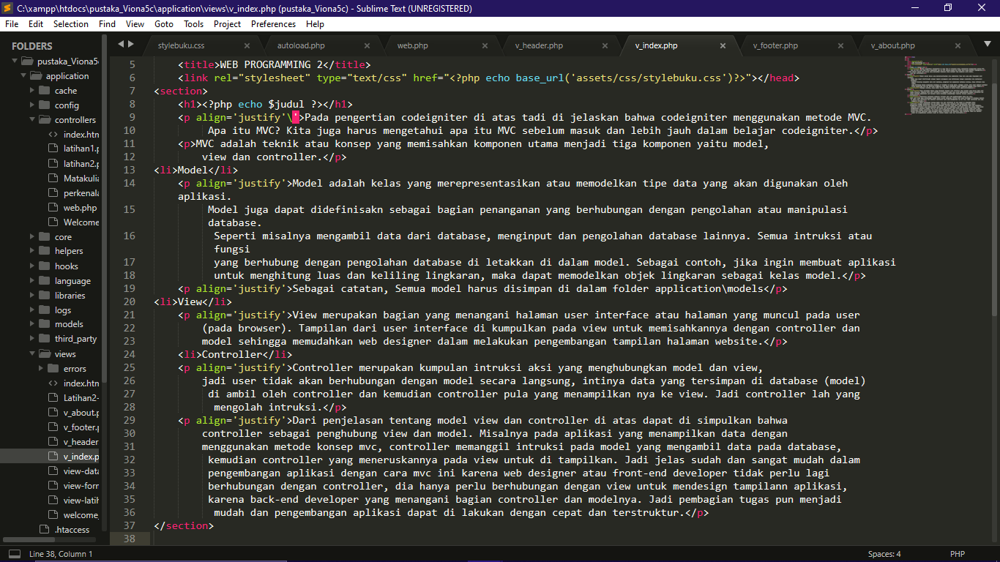 C:\xampp\htdocs\pustaka_Viona5c\application\views\v_index.php (pustaka_Viona5c) - Sublime Text (UNREGISTERED)
File Edit Selection Find View Goto Tools Project Preferences Help
FOLDERS
pustaka_Viona5
application
cache
config
controllers
index.htn
latihan1.p
latihan2.p
Matakulia
perkenala
web.php
Welcome
core
helpers
hooks
language
libraries
logs
models
third_party
views
errors
index.htn
Latihan2-
v_about.p
v_footer.p
v_header
v_index.p
view-data
view-forn
view-latih
welcome_
.htaccess
stylebuku.css autoload.php web.php v_header.php v_index.php v_footer.php v_about.php
5 <title>WEB PROGRAMMING 2</title>
6 <link rel="stylesheet" type="text/css" href="<?php echo base_url('assets/css/stylebuku.css')?>"></head>
7 <section>
8 <h1><?php echo $judul ?></h1>
9 <p align='justify'\'>Pada pengertian codeigniter di atas tadi di jelaskan bahwa codeigniter menggunakan metode MVC.
10 Apa itu MVC? Kita juga harus mengetahui apa itu MVC sebelum masuk dan lebih jauh dalam belajar codeigniter.</p>
11 <p>MVC adalah teknik atau konsep yang memisahkan komponen utama menjadi tiga komponen yaitu model,
12 view dan controller.</p>
13 <li>Model</li>
14 <p align='justify'>Model adalah kelas yang merepresentasikan atau memodelkan tipe data yang akan digunakan oleh
aplikasi.
15 Model juga dapat didefinisakn sebagai bagian penanganan yang berhubungan dengan pengolahan atau manipulasi
database.
16 Seperti misalnya mengambil data dari database, menginput dan pengolahan database lainnya. Semua intruksi atau
fungsi
17 yang berhubung dengan pengolahan database di letakkan di dalam model. Sebagai contoh, jika ingin membuat aplikasi
18 untuk menghitung luas dan keliling lingkaran, maka dapat memodelkan objek lingkaran sebagai kelas model.</p>
19 <p align='justify'>Sebagai catatan, Semua model harus disimpan di dalam folder application\models</p>
20 <li>View</li>
21 <p align='justify'>View merupakan bagian yang menangani halaman user interface atau halaman yang muncul pada user
22 (pada browser). Tampilan dari user interface di kumpulkan pada view untuk memisahkannya dengan controller dan
23 model sehingga memudahkan web designer dalam melakukan pengembangan tampilan halaman website.</p>
24 <li>Controller</li>
25 <p align='justify'>Controller merupakan kumpulan intruksi aksi yang menghubungkan model dan view,
26 jadi user tidak akan berhubungan dengan model secara langsung, intinya data yang tersimpan di database (model)
27 di ambil oleh controller dan kemudian controller pula yang menampilkan nya ke view. Jadi controller lah yang
28 mengolah intruksi.</p>
29 <p align='justify'>Dari penjelasan tentang model view dan controller di atas dapat di simpulkan bahwa
30 controller sebagai penghubung view dan model. Misalnya pada aplikasi yang menampilkan data dengan
31 menggunakan metode konsep mvc, controller memanggil intruksi pada model yang mengambil data pada database,
32 kemudian controller yang meneruskannya pada view untuk di tampilkan. Jadi jelas sudah dan sangat mudah dalam
33 pengembangan aplikasi dengan cara mvc ini karena web designer atau front-end developer tidak perlu lagi
34 berhubungan dengan controller, dia hanya perlu berhubungan dengan view untuk mendesign tampilann aplikasi,
35 karena back-end developer yang menangani bagian controller dan modelnya. Jadi pembagian tugas pun menjadi
36 mudah dan pengembangan aplikasi dapat di lakukan dengan cepat dan terstruktur.</p>
37 </section>
38
Line 38, Column 1 Spaces: 4 PHP